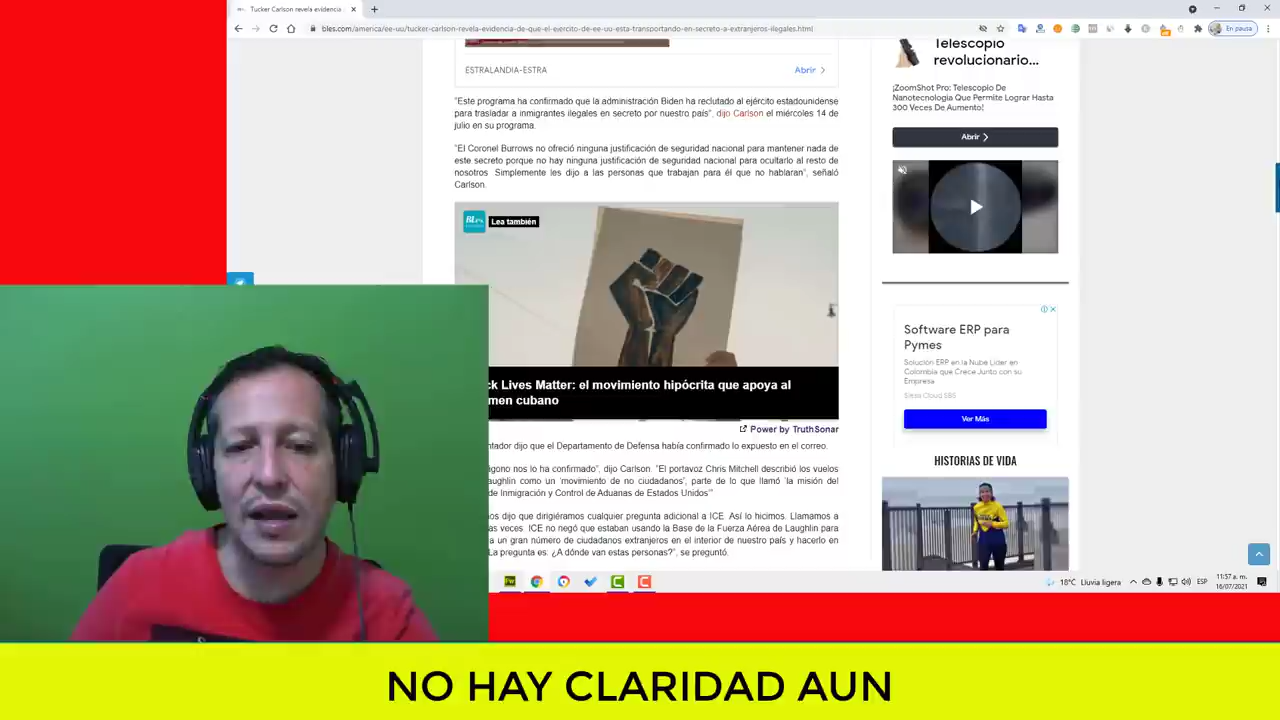 Tucker Carlson revela evidencia
bles.com/america/ee-uu/tucker-carlson-revela-evidencia-de-que-el-ejercito-de-ee-uu-esta-transportando-en-secreto-a-extranjeros-ilegales.html
En pausa
ESTRALANDIA-ESTRA
Abrir
"Este programa ha confirmado que la administración Biden ha reclutado al ejército estadounidense
para trasladar a inmigrantes ilegales en secreto por nuestro país", dijo Carlson el miércoles 14 de
julio en su programa.
"El Coronel Burrows no ofreció ninguna justificación de seguridad nacional para mantener nada de
este secreto porque no hay ninguna justificación de seguridad nacional para ocultarlo al resto de
nosotros. Simplemente les dijo a las personas que trabajan para él que no hablaran", señaló
Carlson.
BLes
Lea también
ck Lives Matter: el movimiento hipócrita que apoya al
men cubano
Power by TruthSonar
ntador dijo que el Departamento de Defensa había confirmado lo expuesto en el correo.
ígono nos lo ha confirmado", dijo Carlson. "El portavoz Chris Mitchell describió los vuelos
aughlin como un 'movimiento de no ciudadanos', parte de lo que llamó 'la misión del
de Inmigración y Control de Aduanas de Estados Unidos'"
os dijo que dirigiéramos cualquier pregunta adicional a ICE. Así lo hicimos. Llamamos a
as veces. ICE no negó que estaban usando la Base de la Fuerza Aérea de Laughlin para
a un gran número de ciudadanos extranjeros en el interior de nuestro país y hacerlo en
La pregunta es: ¿A dónde van estas personas?", se preguntó.
Telescopio
revolucionario...
¡ZoomShot Pro: Telescopio De
Nanotecnología Que Permite Lograr Hasta
300 Veces De Aumento!
Abrir
Software ERP para
Pymes
Solución ERP en la Nube Líder en
Colombia que Crece Junto con su
Empresa
Siesa Cloud SBS
Ver Más
HISTORIAS DE VIDA
18°C Lluvia ligera
ESP
11:57 a. m.
16/07/2021
NO HAY CLARIDAD AUN